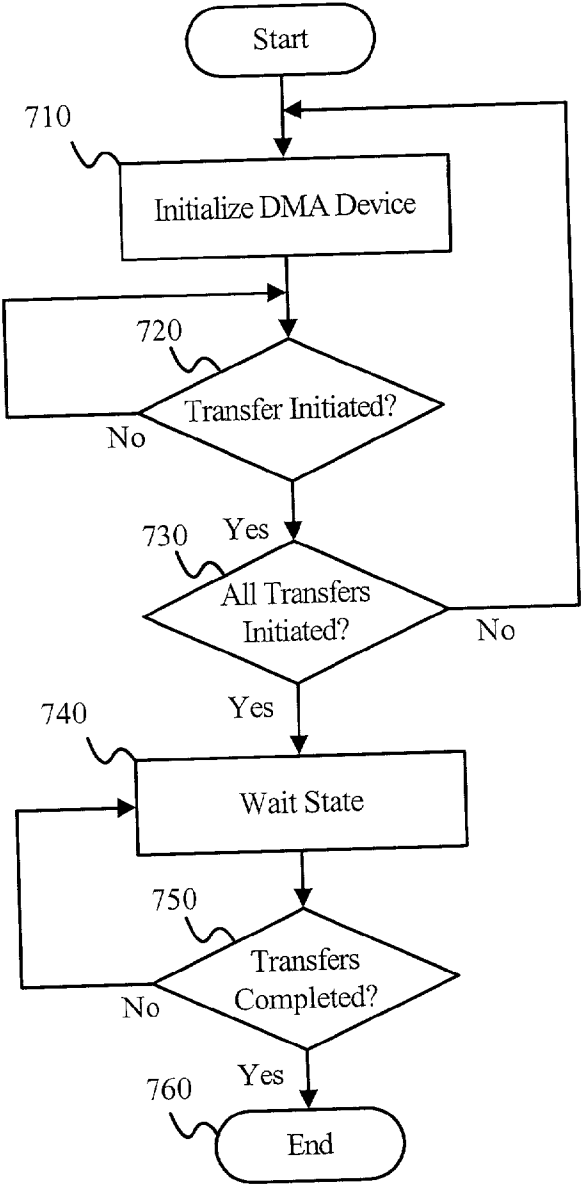 Start
710
Initialize DMA Device
720
Transfer Initiated?
No
Yes
730
All Transfers
Initiated?
No
Yes
740
Wait State
750
Transfers
Completed?
No
Yes
760
End